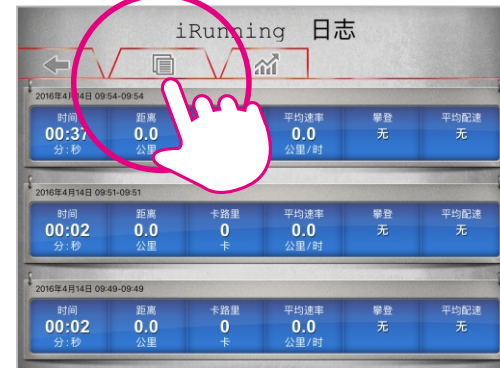 iRunning 日志
2016年4月14日 09:54-09:54
时间 距离 平均速率 攀登 平均配速
00:37 0.0 0.0 无 无
分:秒 公里 公里/时
2016年4月14日 09:51-09:51
时间 距离 卡路里 平均速率 攀登 平均配速
00:02 0.0 0 0.0 无 无
分:秒 公里 卡 公里/时
2016年4月14日 09:49-09:49
时间 距离 卡路里 平均速率 攀登 平均配速
00:02 0.0 0 0.0 无 无
分:秒 公里 卡 公里/时